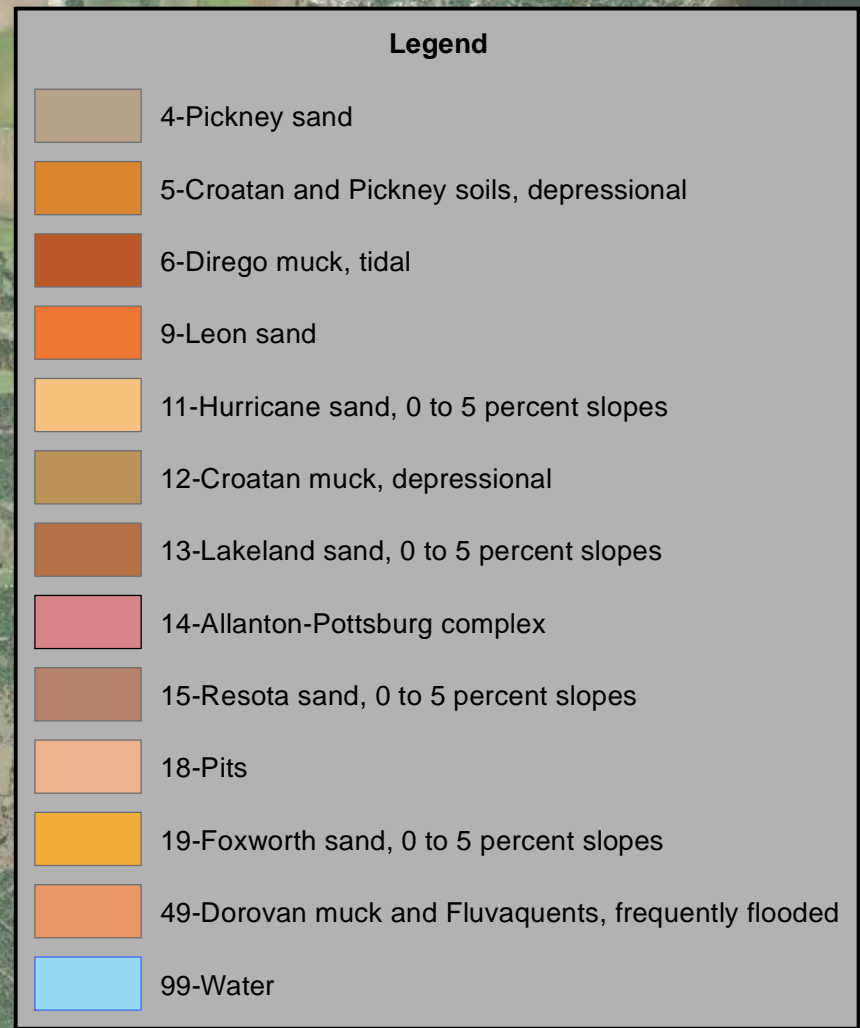 Legend
4-Pickney sand
5-Croatan and Pickney soils, depressional
6-Dirego muck, tidal
9-Leon sand
11-Hurricane sand, 0 to 5 percent slopes
12-Croatan muck, depressional
13-Lakeland sand, 0 to 5 percent slopes
14-Allanton-Pottsburg complex
15-Resota sand, 0 to 5 percent slopes
18-Pits
19-Foxworth sand, 0 to 5 percent slopes
49-Dorovan muck and Fluvaquents, frequently flooded
99-Water